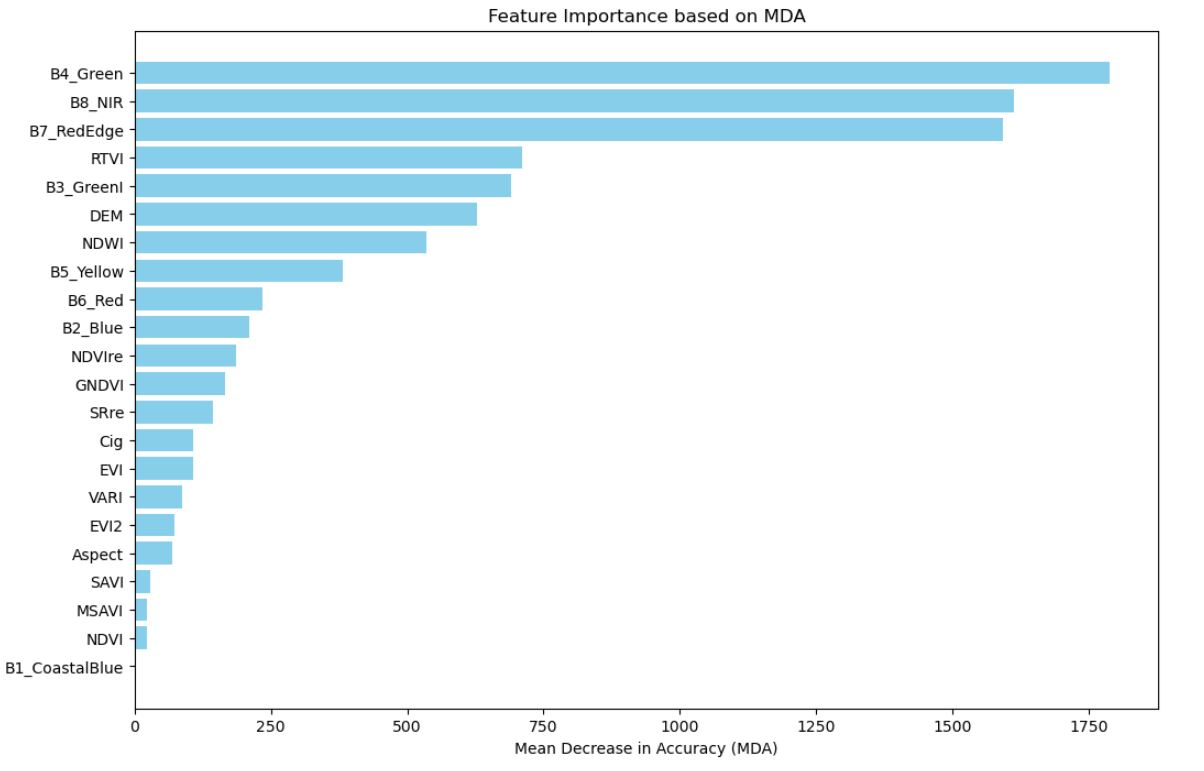 Feature Importance based on MDA
B4_Green
B8_NIR
B7_RedEdge
RTVI
B3_GreenI
DEM
NDWI
B5_Yellow
B6_Red
B2_Blue
NDVIre
GNDVI
SRre
Cig
EVI
VARI
EVI2
Aspect
SAVI
MSAVI
NDVI
B1_CoastalBlue
0 250 500 750 1000 1250 1500 1750
Mean Decrease in Accuracy (MDA)